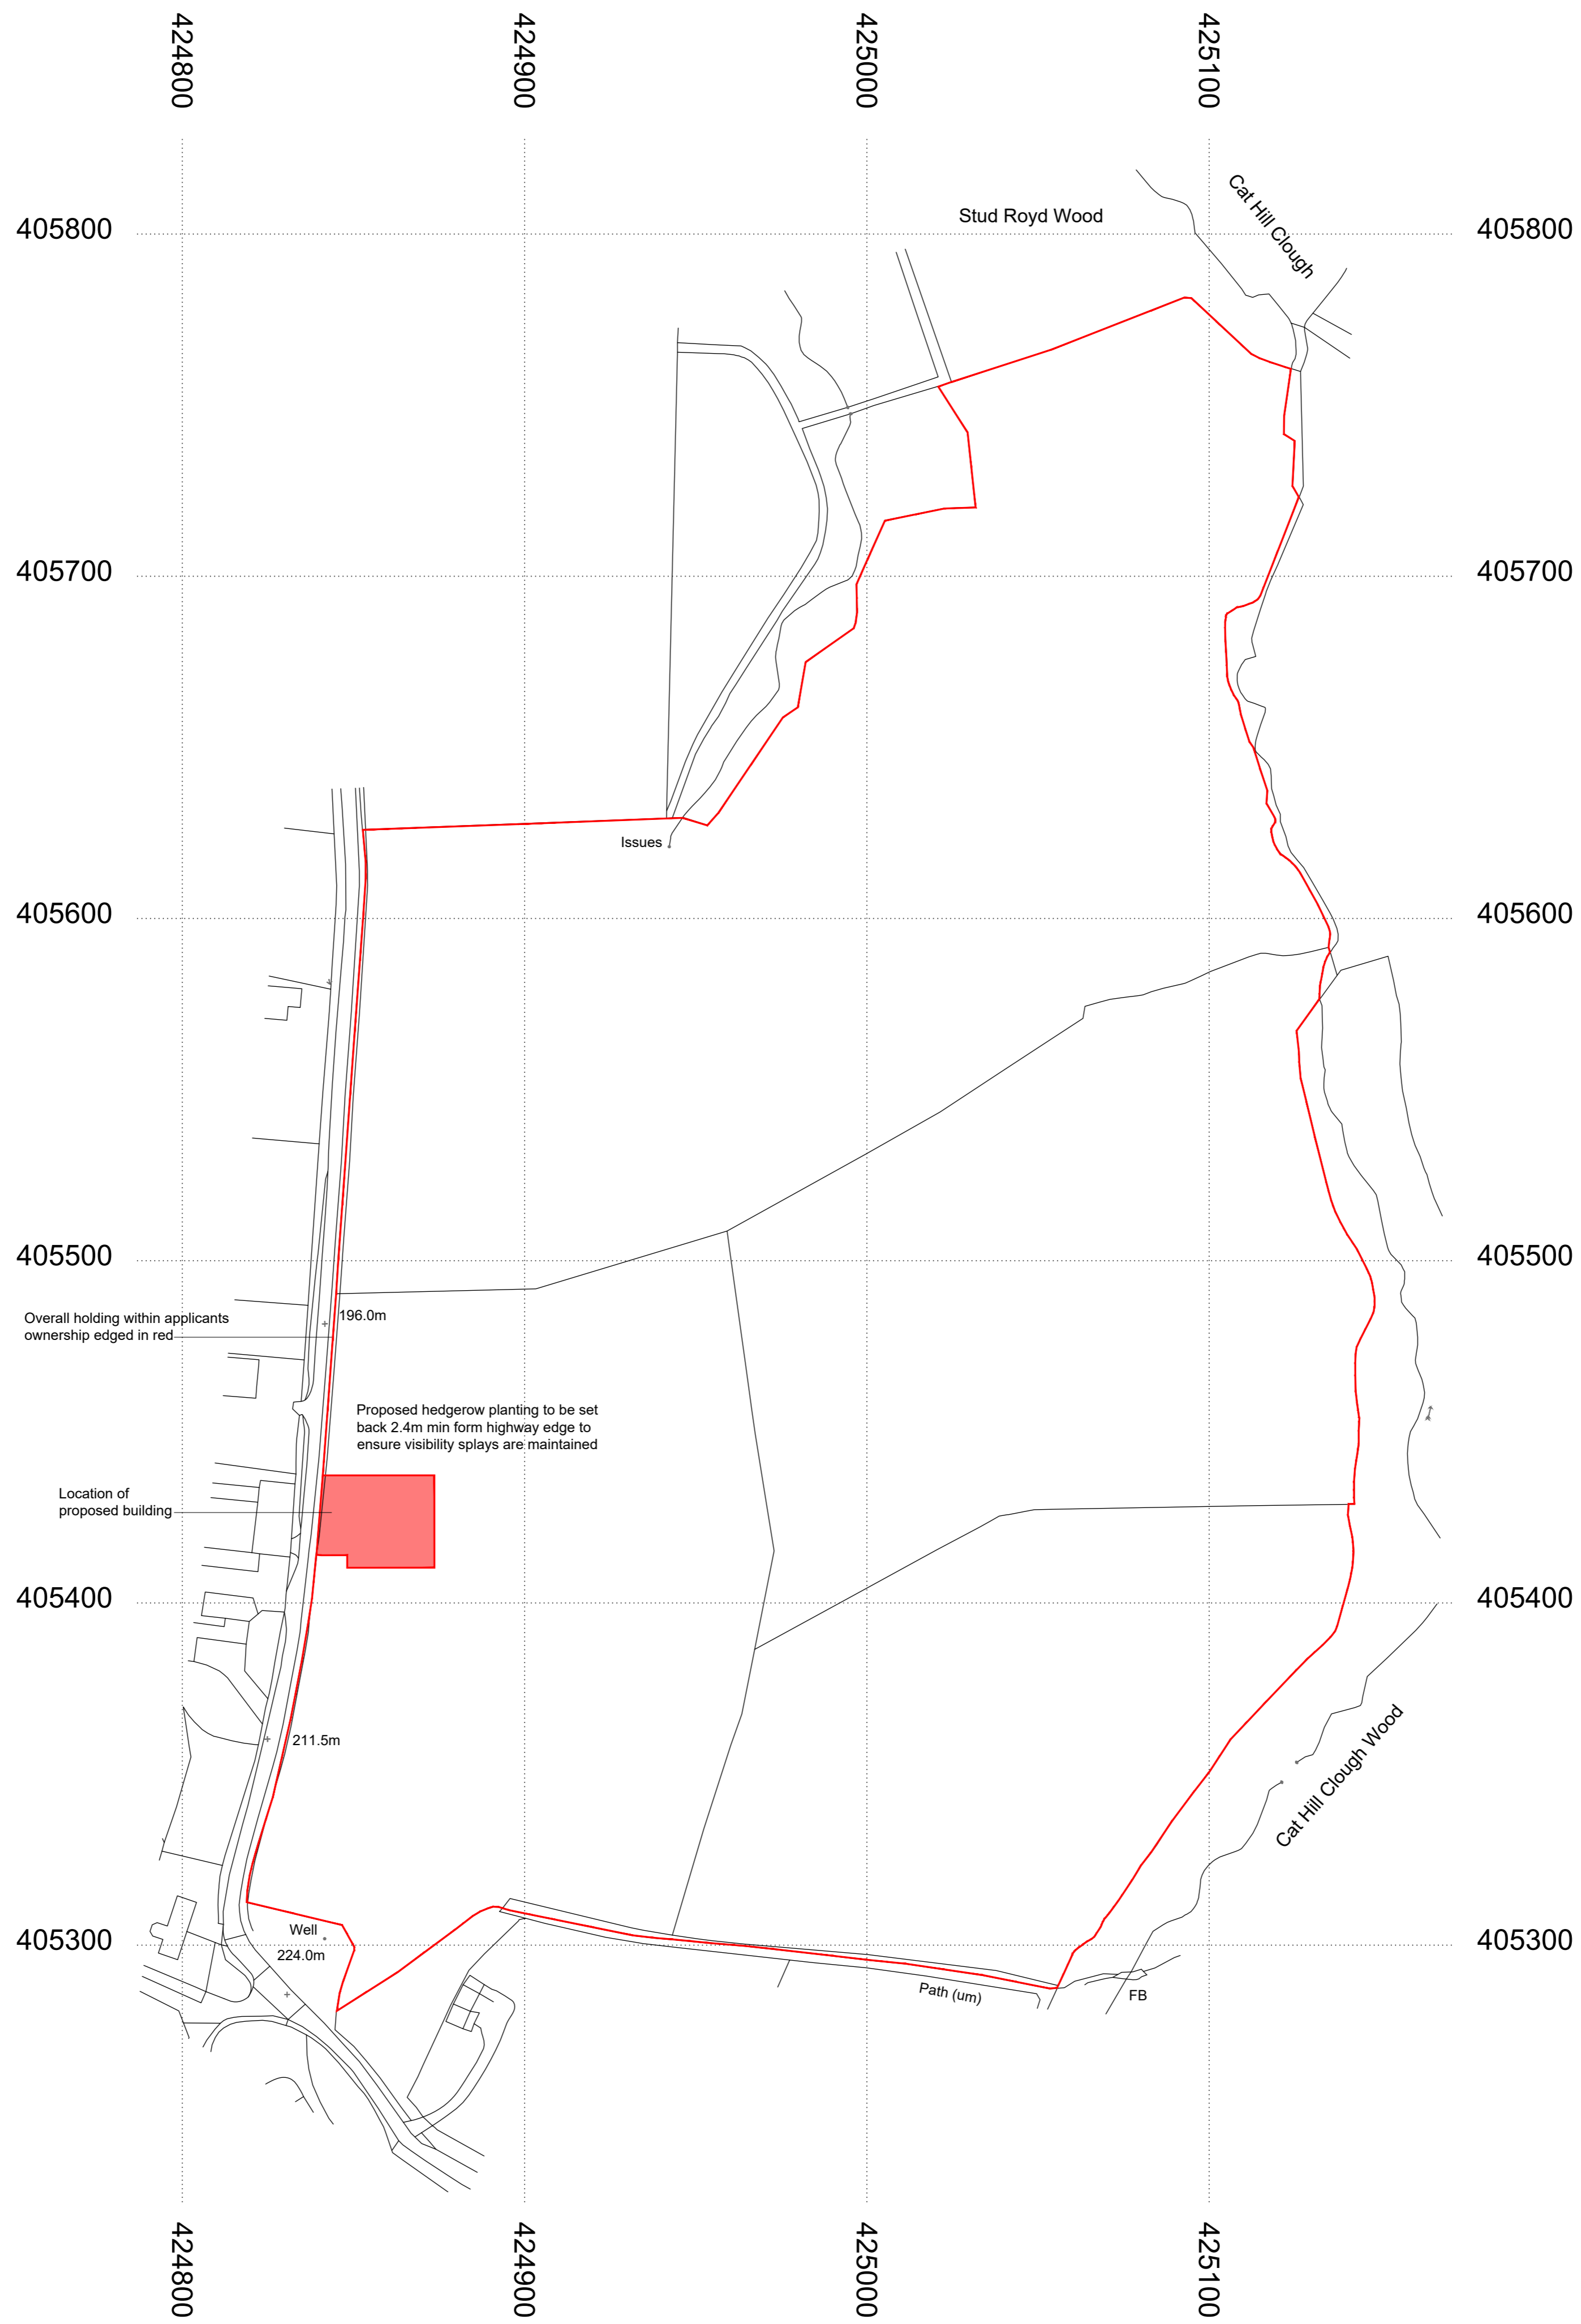 424800
424900
425000
425100
Stud Royd Wood
Cat Hill Clough
405800
405800
405700
405700
Issues
405600
405600
405500
405500
Overall holding within applicants
ownership edged in red
196.0m
Proposed hedgerow planting to be set
back 2.4m min form highway edge to
ensure visibility splays are maintained
Location of
proposed building
405400
405400
211.5m
Cat Hill Clough Wood
Well
405300
405300
224.0m
Path (um)
FB
424800
424900
425000
425100